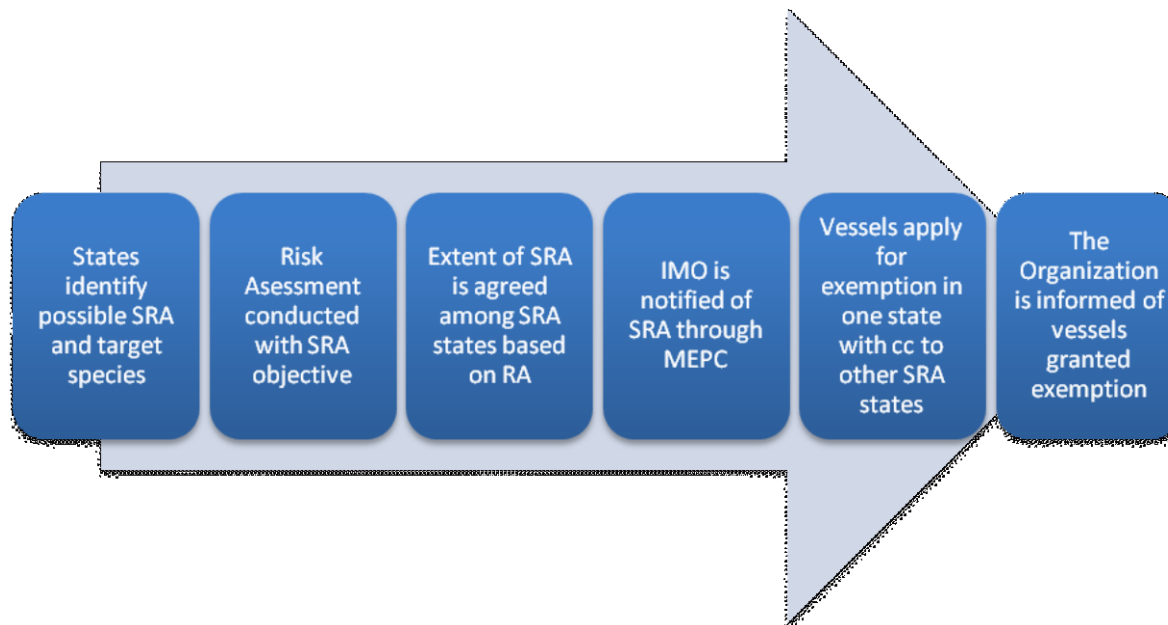 States
identify
possible SRA
and target
species
Risk
Asessment
conducted
with SRA
objective
Extent of SRA
is agreed
among SRA
states based
on RA
IMO is
notified of
SRA through
MEPC
Vessels apply
for
exemption in
one state
with cc to
other SRA
states
The
Organization
is informed of
vessels
granted
exemption